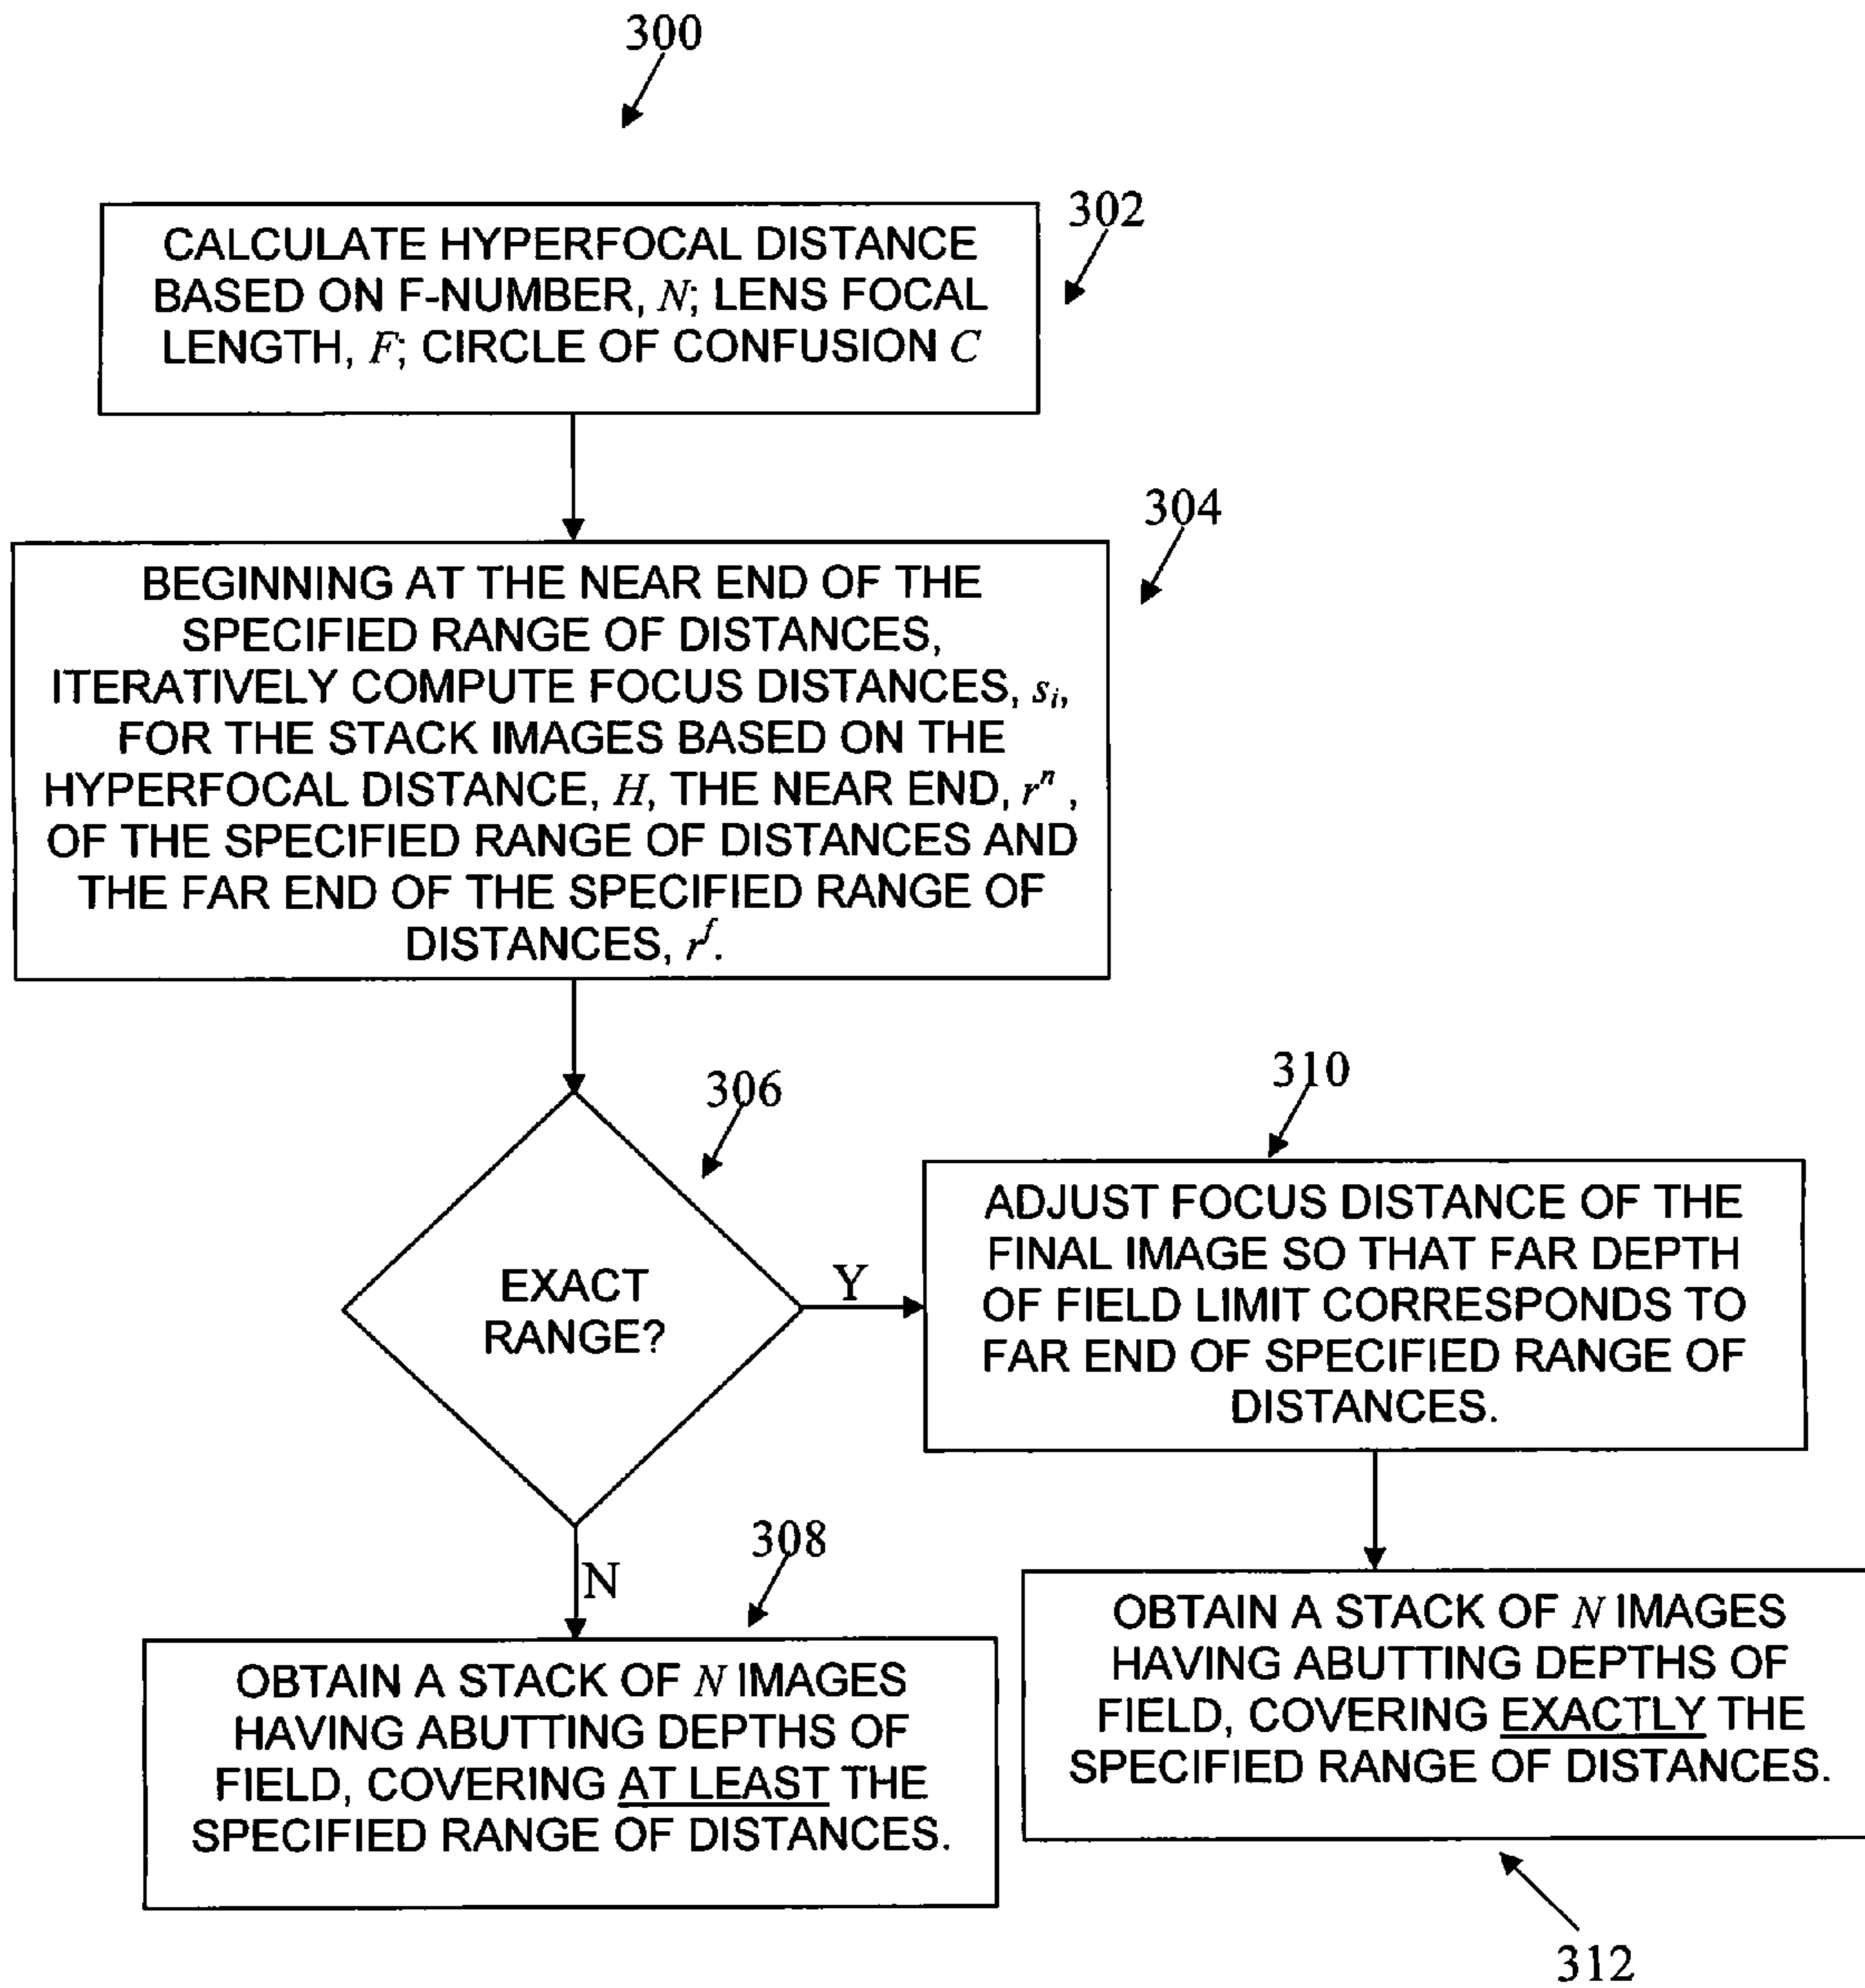 300
302
CALCULATE HYPERFOCAL DISTANCE
BASED ON F-NUMBER, N; LENS FOCAL
LENGTH, F; CIRCLE OF CONFUSION C
304
BEGINNING AT THE NEAR END OF THE
SPECIFIED RANGE OF DISTANCES,
ITERATIVELY COMPUTE FOCUS DISTANCES, s_i,
FOR THE STACK IMAGES BASED ON THE
HYPERFOCAL DISTANCE, H, THE NEAR END, r^n,
OF THE SPECIFIED RANGE OF DISTANCES AND
THE FAR END OF THE SPECIFIED RANGE OF
DISTANCES, r^f.
306
EXACT
RANGE?
Y
N
310
ADJUST FOCUS DISTANCE OF THE
FINAL IMAGE SO THAT FAR DEPTH
OF FIELD LIMIT CORRESPONDS TO
FAR END OF SPECIFIED RANGE OF
DISTANCES.
308
OBTAIN A STACK OF N IMAGES
HAVING ABUTTING DEPTHS OF
FIELD, COVERING AT LEAST THE
SPECIFIED RANGE OF DISTANCES.
OBTAIN A STACK OF N IMAGES
HAVING ABUTTING DEPTHS OF
FIELD, COVERING EXACTLY THE
SPECIFIED RANGE OF DISTANCES.
312